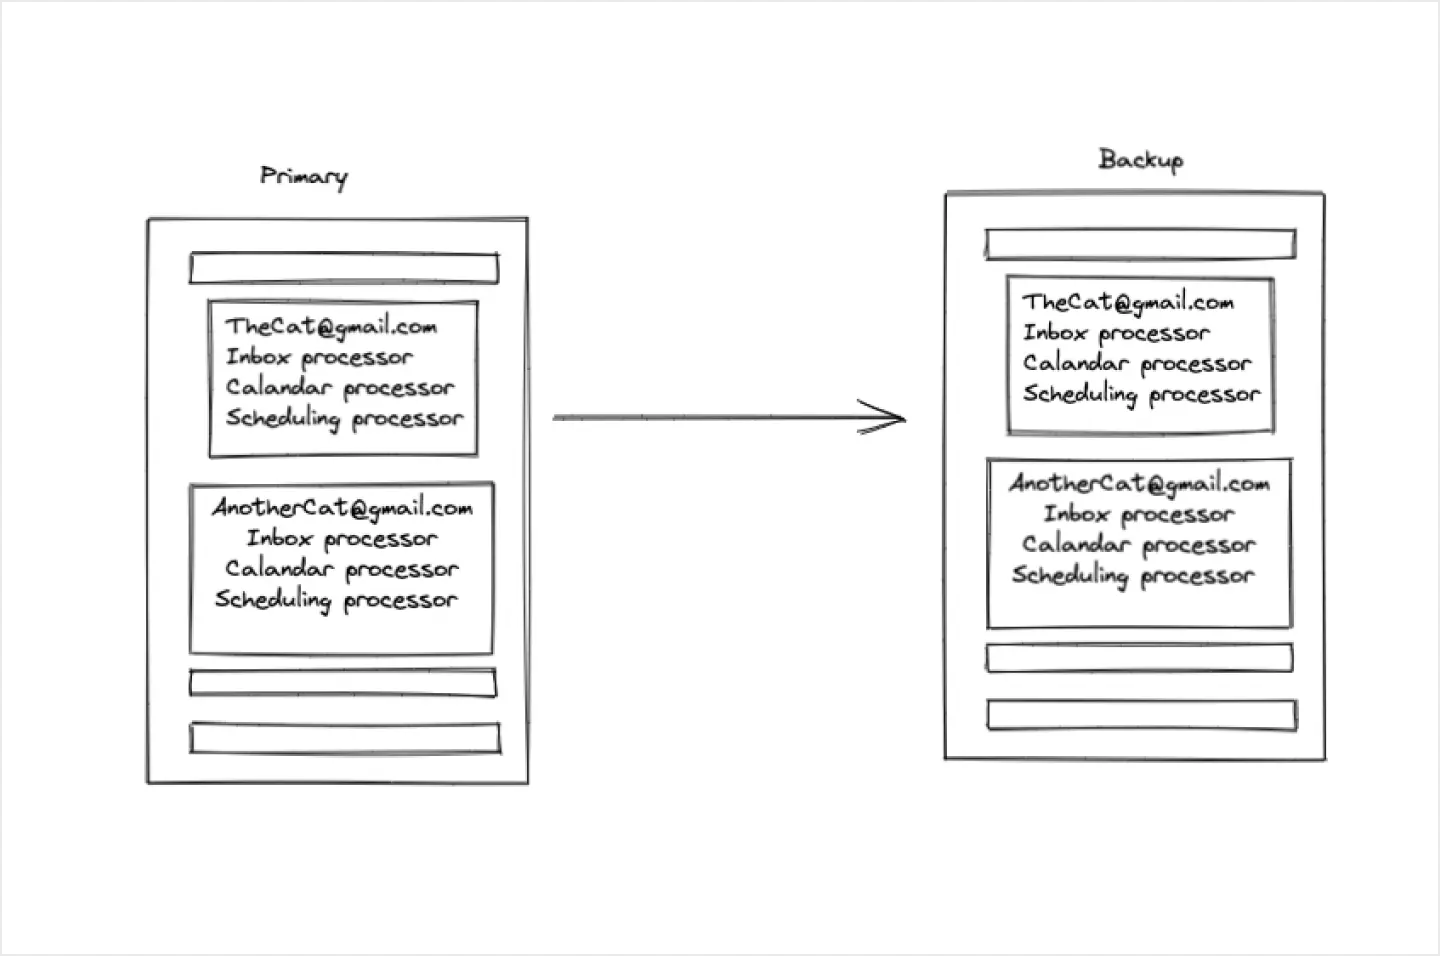 Primary
TheCat@gmail.com
Inbox processor
Calandar processor
Scheduling processor
AnotherCat@gmail.com
Inbox processor
Calandar processor
Scheduling processor
Backup
TheCat@gmail.com
Inbox processor
Calandar processor
Scheduling processor
AnotherCat@gmail.com
Inbox processor
Calandar processor
Scheduling processor